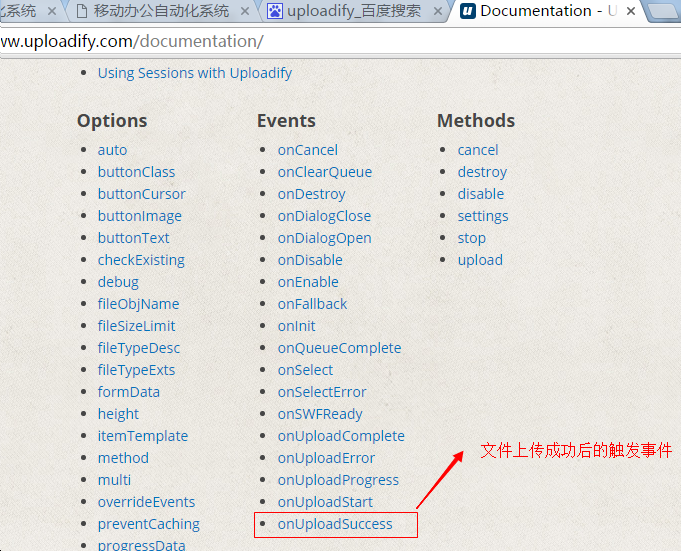 化系统
移动办公自动化系统
uploadify_百度搜索
Documentation - U
ww.uploadify.com/documentation/
Using Sessions with Uploadify
Options
auto
buttonClass
buttonCursor
buttonImage
buttonText
checkExisting
debug
fileObjName
fileSizeLimit
fileTypeDesc
fileTypeExts
formData
height
itemTemplate
method
multi
overrideEvents
preventCaching
progressData
Events
onCancel
onClearQueue
onDestroy
onDialogClose
onDialogOpen
onDisable
onEnable
onFallback
onInit
onQueueComplete
onSelect
onSelectError
onSWFReady
onUploadComplete
onUploadError
onUploadProgress
onUploadStart
onUploadSuccess
Methods
cancel
destroy
disable
settings
stop
upload
文件上传成功后的触发事件